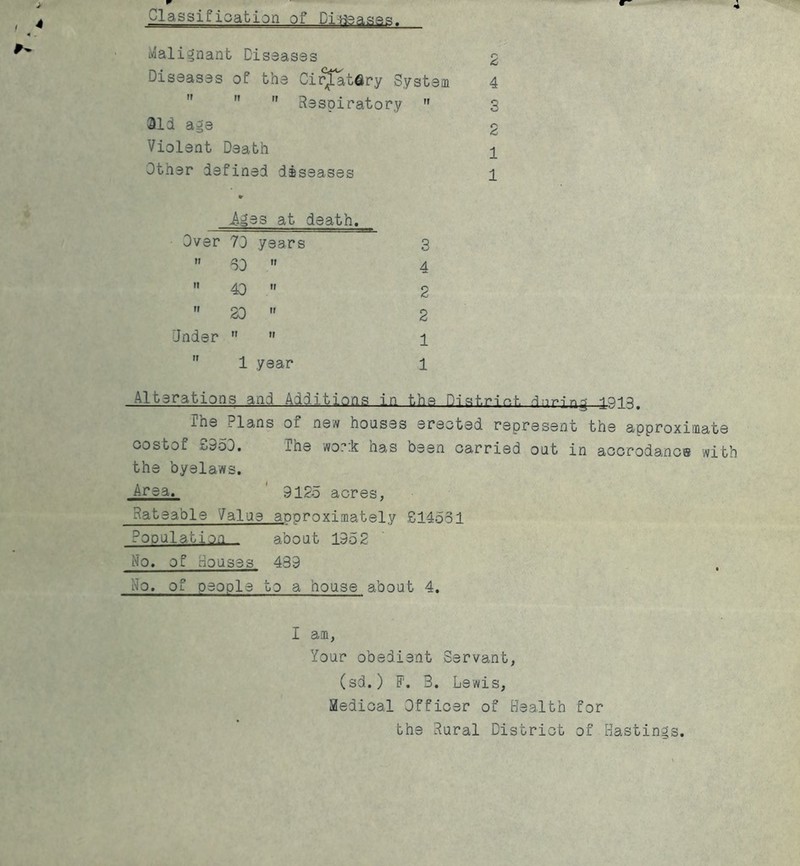 Classification of Diseases.
Malignant Diseases 2
Diseases of the Cirlatory System 4
cu
" " " Respiratory " 3
Old age 2
Violent Death 1
Other defined diseases 1
Ages at death.
Over 70 years 3
" 60 " 4
" 40 " 2
" 20 " 2
Under " " 1
" 1 year 1
Alterations and Additions in the District during 1913.
The Plans of new houses erected represent the approximate
costof £950. The work has been carried out in accrodance with
the byelaws.
Area. 9125 acres,
Rateable Value approximately £14561
Population about 1952
No. of Houses 489
No. of people to a house about 4.
I am,
Your obedient Servant,
(sd.) F. B. Lewis,
Medical Officer of Health for
the Rural District of Hastings.